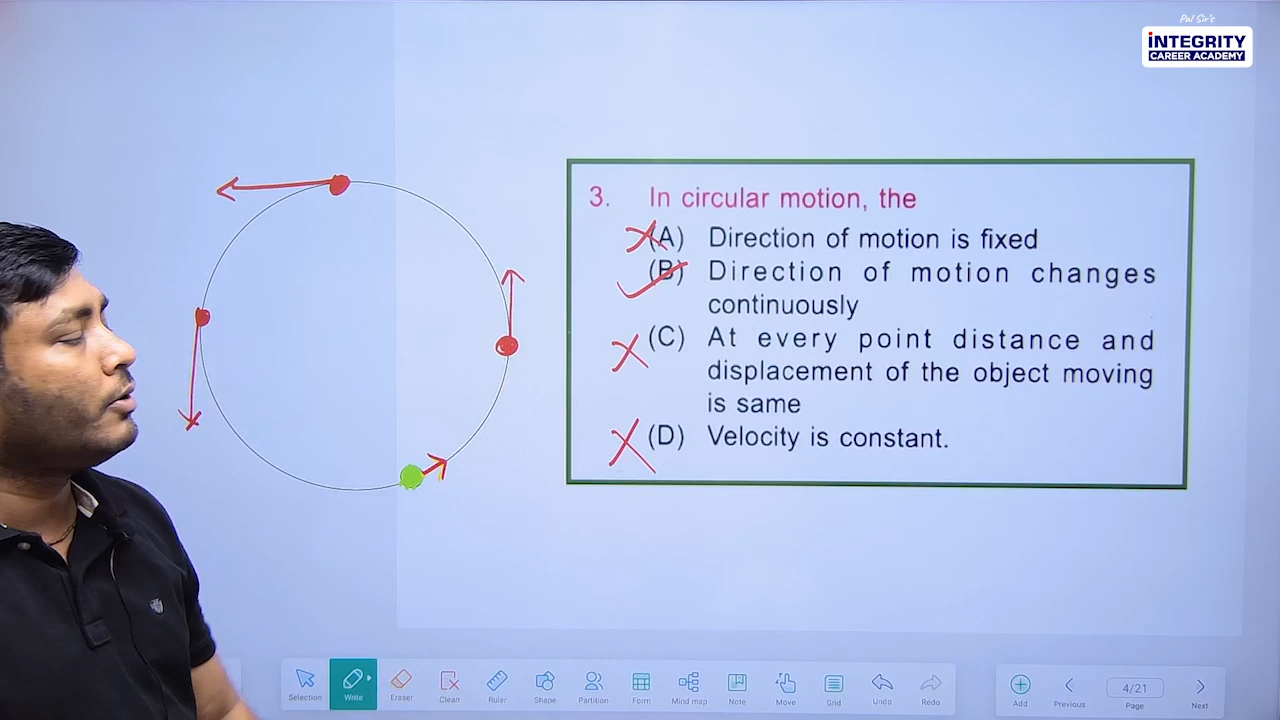 Pal Sir's
iNTEGRITY
CAREER ACADEMY
3. In circular motion, the
(A) Direction of motion is fixed
(B) Direction of motion changes
continuously
(C) At every point distance and
displacement of the object moving
is same
(D) Velocity is constant.
Selection Write Eraser Clean Ruler Shape Partition Form Mind map Note Move Grid Undo Redo Add Previous 4/21 Page Next